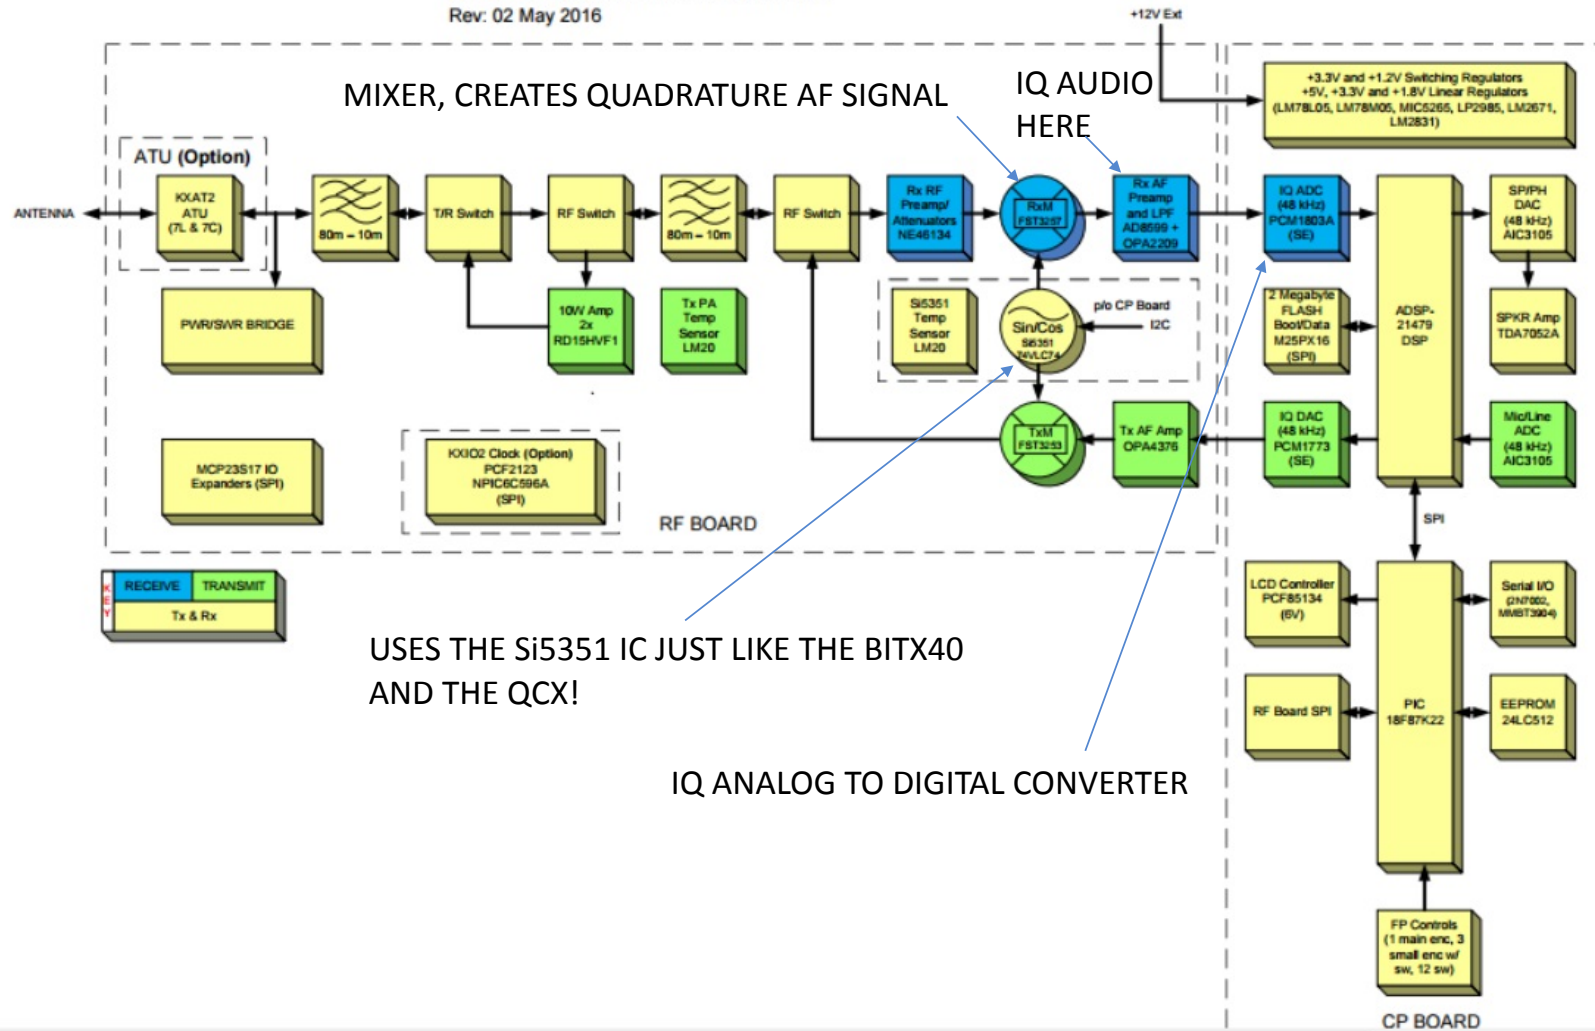 Rev: 02 May 2016
+12V Ext
MIXER, CREATES QUADRATURE AF SIGNAL
IQ AUDIO
HERE
+3.3V and +1.2V Switching Regulators
+5V, +3.3V and +1.8V Linear Regulators
(LM78L05, LM78M05, MIC5265, LP2985, LM2671,
LM2831)
ATU (Option)
ANTENNA
KXAT2
ATU
(7L & 7C)
80m – 10m
T/R Switch
RF Switch
80m – 10m
RF Switch
Rx RF
Preamp/
Attenuators
NE46134
RxM
FST3257
Rx AF
Preamp
and LPF
AD8599 +
OPA2209
IQ ADC
(48 kHz)
PCM1803A
(SE)
ADSP-
21479
DSP
SP/PH
DAC
(48 kHz)
AIC3105
PWR/SWR BRIDGE
10W Amp
2x
RD15HVF1
Tx PA
Temp
Sensor
LM20
Si5351
Temp
Sensor
LM20
Sin/Cos
Si5351
74VLC74
p/o CP Board
I2C
2 Megabyte
FLASH
Boot/Data
M25PX16
(SPI)
SPKR Amp
TDA7052A
MCP23S17 IO
Expanders (SPI)
KXIO2 Clock (Option)
PCF2123
NPIC6C596A
(SPI)
TxM
FST3253
Tx AF Amp
OPA4376
IQ DAC
(48 kHz)
PCM1773
(SE)
Mic/Line
ADC
(48 kHz)
AIC3105
RF BOARD
SPI
KEY
RECEIVE
TRANSMIT
Tx & Rx
USES THE Si5351 IC JUST LIKE THE BITX40
AND THE QCX!
LCD Controller
PCF85134
(6V)
Serial I/O
(2N7002,
MMBT3904)
RF Board SPI
PIC
18F87K22
EEPROM
24LC512
IQ ANALOG TO DIGITAL CONVERTER
FP Controls
(1 main enc, 3
small enc w/
sw, 12 sw)
CP BOARD